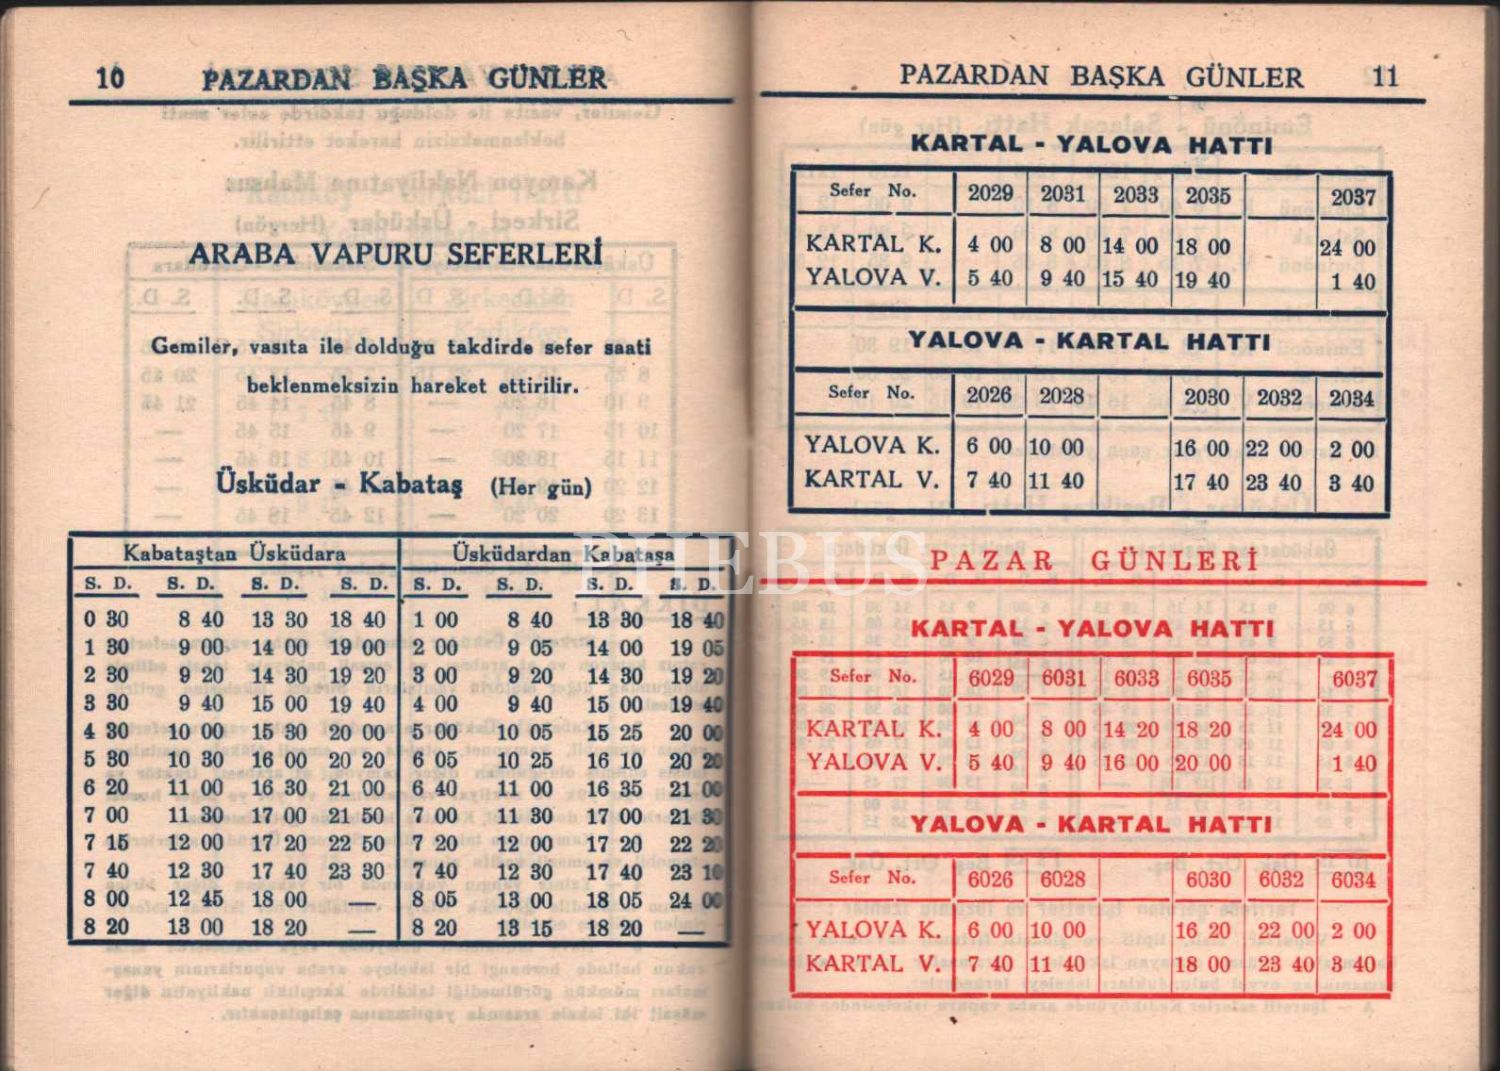 10 PAZARDAN BAŞKA GÜNLER
ARABA VAPURU SEFERLERİ
Gemiler, vasıta ile dolduğu takdirde sefer saati
beklenmeksizin hareket ettirilir.
Üsküdar - Kabataş (Her gün)
Kabataştan Üsküdara Üsküdardan Kabataşa
S. D. S. D. S. D. S. D. S. D. S. D. S. D. S. D.
0 30 8 40 13 30 18 40 1 00 8 40 13 30 18 40
1 30 9 00 14 00 19 00 2 00 9 05 14 00 19 05
2 30 9 20 14 30 19 20 3 00 9 20 14 30 19 20
3 30 9 40 15 00 19 40 4 00 9 40 15 00 19 40
4 30 10 00 15 30 20 00 5 00 10 05 15 25 20 00
5 30 10 30 16 00 20 20 6 05 10 25 16 10 20 20
6 20 11 00 16 30 21 00 6 40 11 00 16 35 21 00
7 00 11 30 17 00 21 50 7 00 11 30 17 00 21 30
7 15 12 00 17 20 22 50 7 20 12 00 17 20 22 20
7 40 12 30 17 40 23 30 7 40 12 30 17 40 23 10
8 00 12 45 18 00 — 8 05 13 00 18 05 24 00
8 20 13 00 18 20 — 8 20 13 15 18 20 —
PHEBUS
PAZARDAN BAŞKA GÜNLER 11
KARTAL - YALOVA HATTI
Sefer No. 2029 2031 2033 2035 2037
KARTAL K. 4 00 8 00 14 00 18 00 24 00
YALOVA V. 5 40 9 40 15 40 19 40 1 40
YALOVA - KARTAL HATTI
Sefer No. 2026 2028 2030 2032 2034
YALOVA K. 6 00 10 00 16 00 22 00 2 00
KARTAL V. 7 40 11 40 17 40 23 40 3 40
PAZAR GÜNLERİ
KARTAL - YALOVA HATTI
Sefer No. 6029 6031 6033 6035 6037
KARTAL K. 4 00 8 00 14 20 18 20 24 00
YALOVA V. 5 40 9 40 16 00 20 00 1 40
YALOVA - KARTAL HATTI
Sefer No. 6026 6028 6030 6032 6034
YALOVA K. 6 00 10 00 16 20 22 00 2 00
KARTAL V. 7 40 11 40 18 00 23 40 3 40